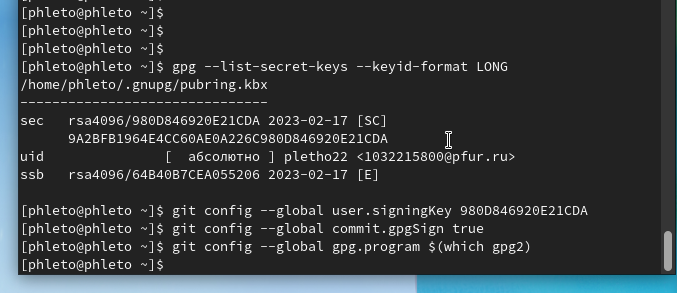 [phleto@phleto ~]$
[phleto@phleto ~]$
[phleto@phleto ~]$
[phleto@phleto ~]$ gpg --list-secret-keys --keyid-format LONG
/home/phleto/.gnupg/pubring.kbx
-------------------------------
sec   rsa4096/980D846920E21CDA 2023-02-17 [SC]
      9A2BFB1964E4CC60AE0A226C980D846920E21CDA
uid                 [  абсолютно ] pletho22 <1032215800@pfur.ru>
ssb   rsa4096/64B40B7CEA055206 2023-02-17 [E]
[phleto@phleto ~]$ git config --global user.signingKey 980D846920E21CDA
[phleto@phleto ~]$ git config --global commit.gpgSign true
[phleto@phleto ~]$ git config --global gpg.program $(which gpg2)
[phleto@phleto ~]$